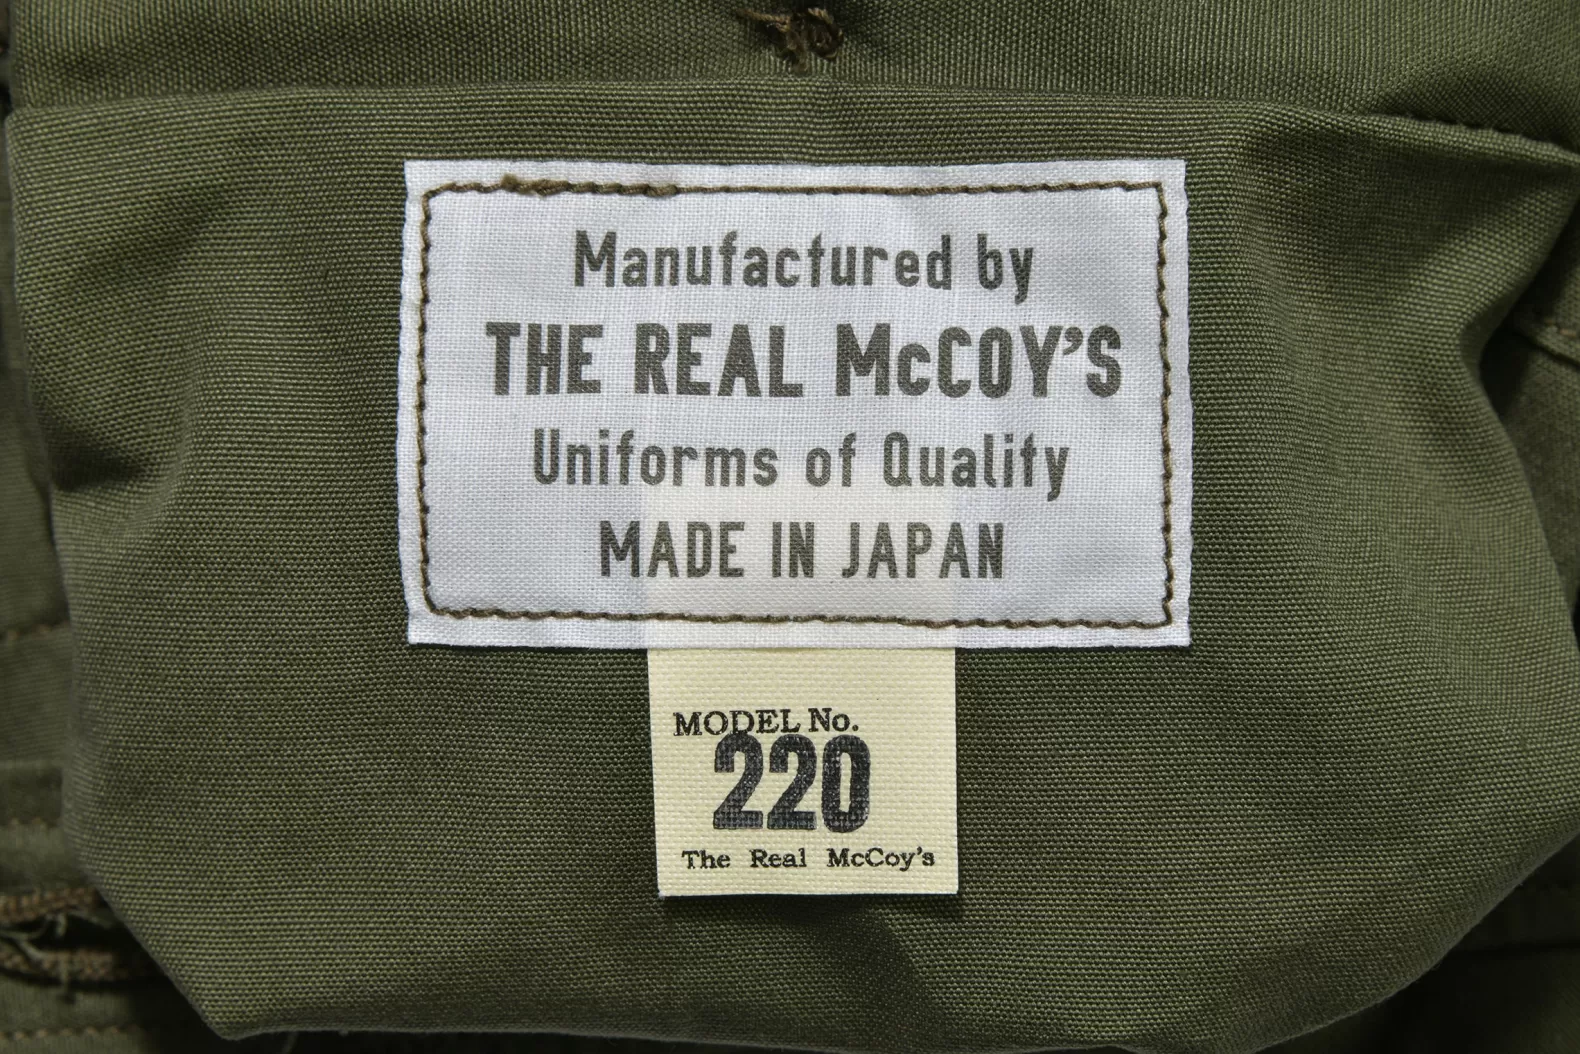 Manufactured by
THE REAL McCOY'S
Uniforms of Quality
MADE IN JAPAN
MODEL No.
220
The Real McCoy's